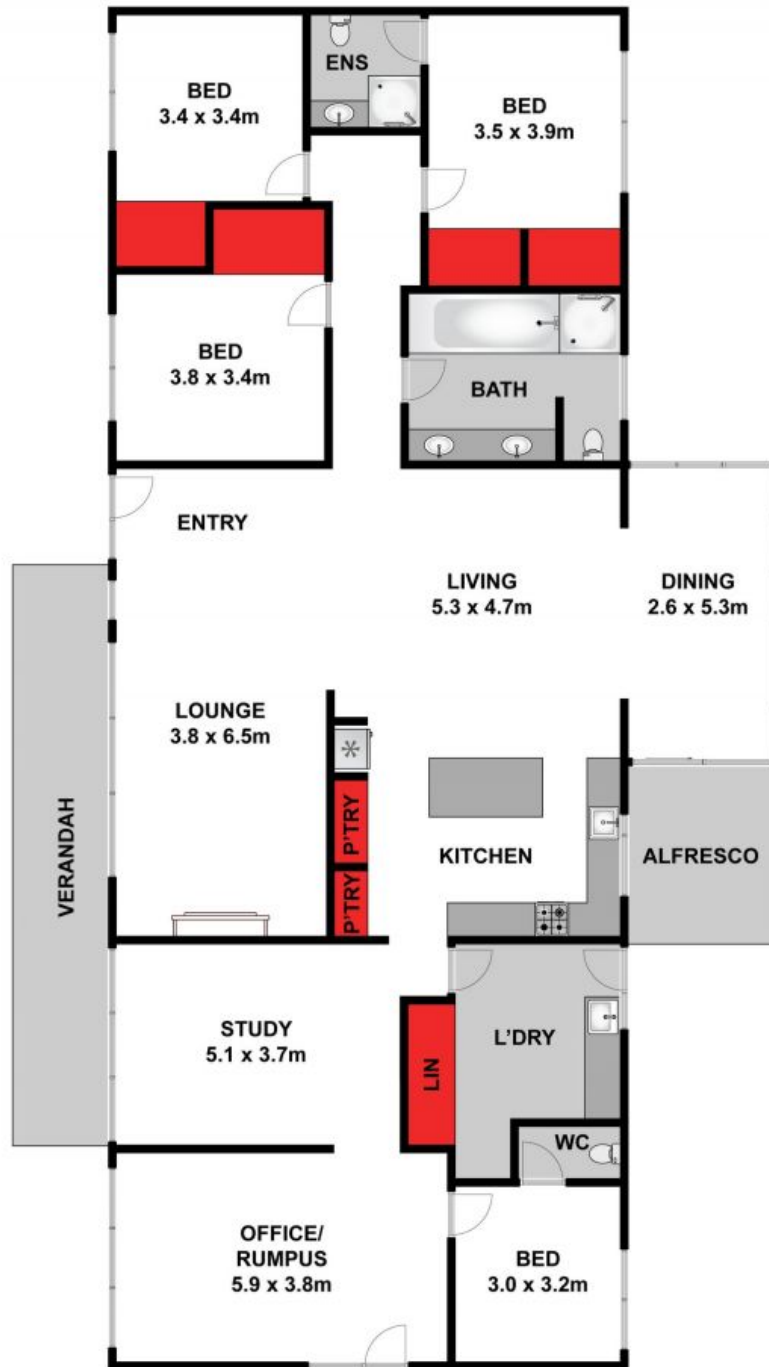 ENS
BED
3.4 x 3.4m
BED
3.5 x 3.9m
BED
3.8 x 3.4m
BATH
ENTRY
LIVING
5.3 x 4.7m
DINING
2.6 x 5.3m
LOUNGE
3.8 x 6.5m
VERANDAH
P'TRY
P'TRY
KITCHEN
ALFRESCO
STUDY
5.1 x 3.7m
LIN
L'DRY
WC
OFFICE/
RUMPUS
5.9 x 3.8m
BED
3.0 x 3.2m